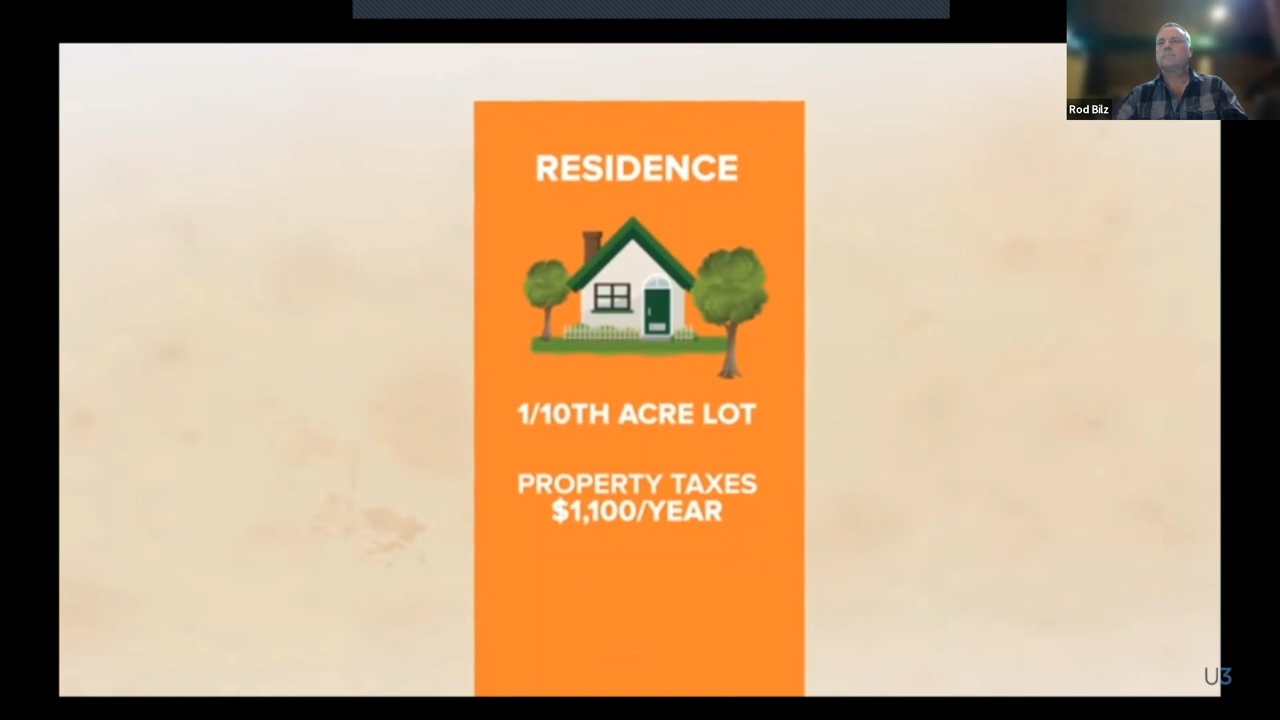 Rod Bilz
RESIDENCE
1/10TH ACRE LOT
PROPERTY TAXES
$1,100/YEAR
U3